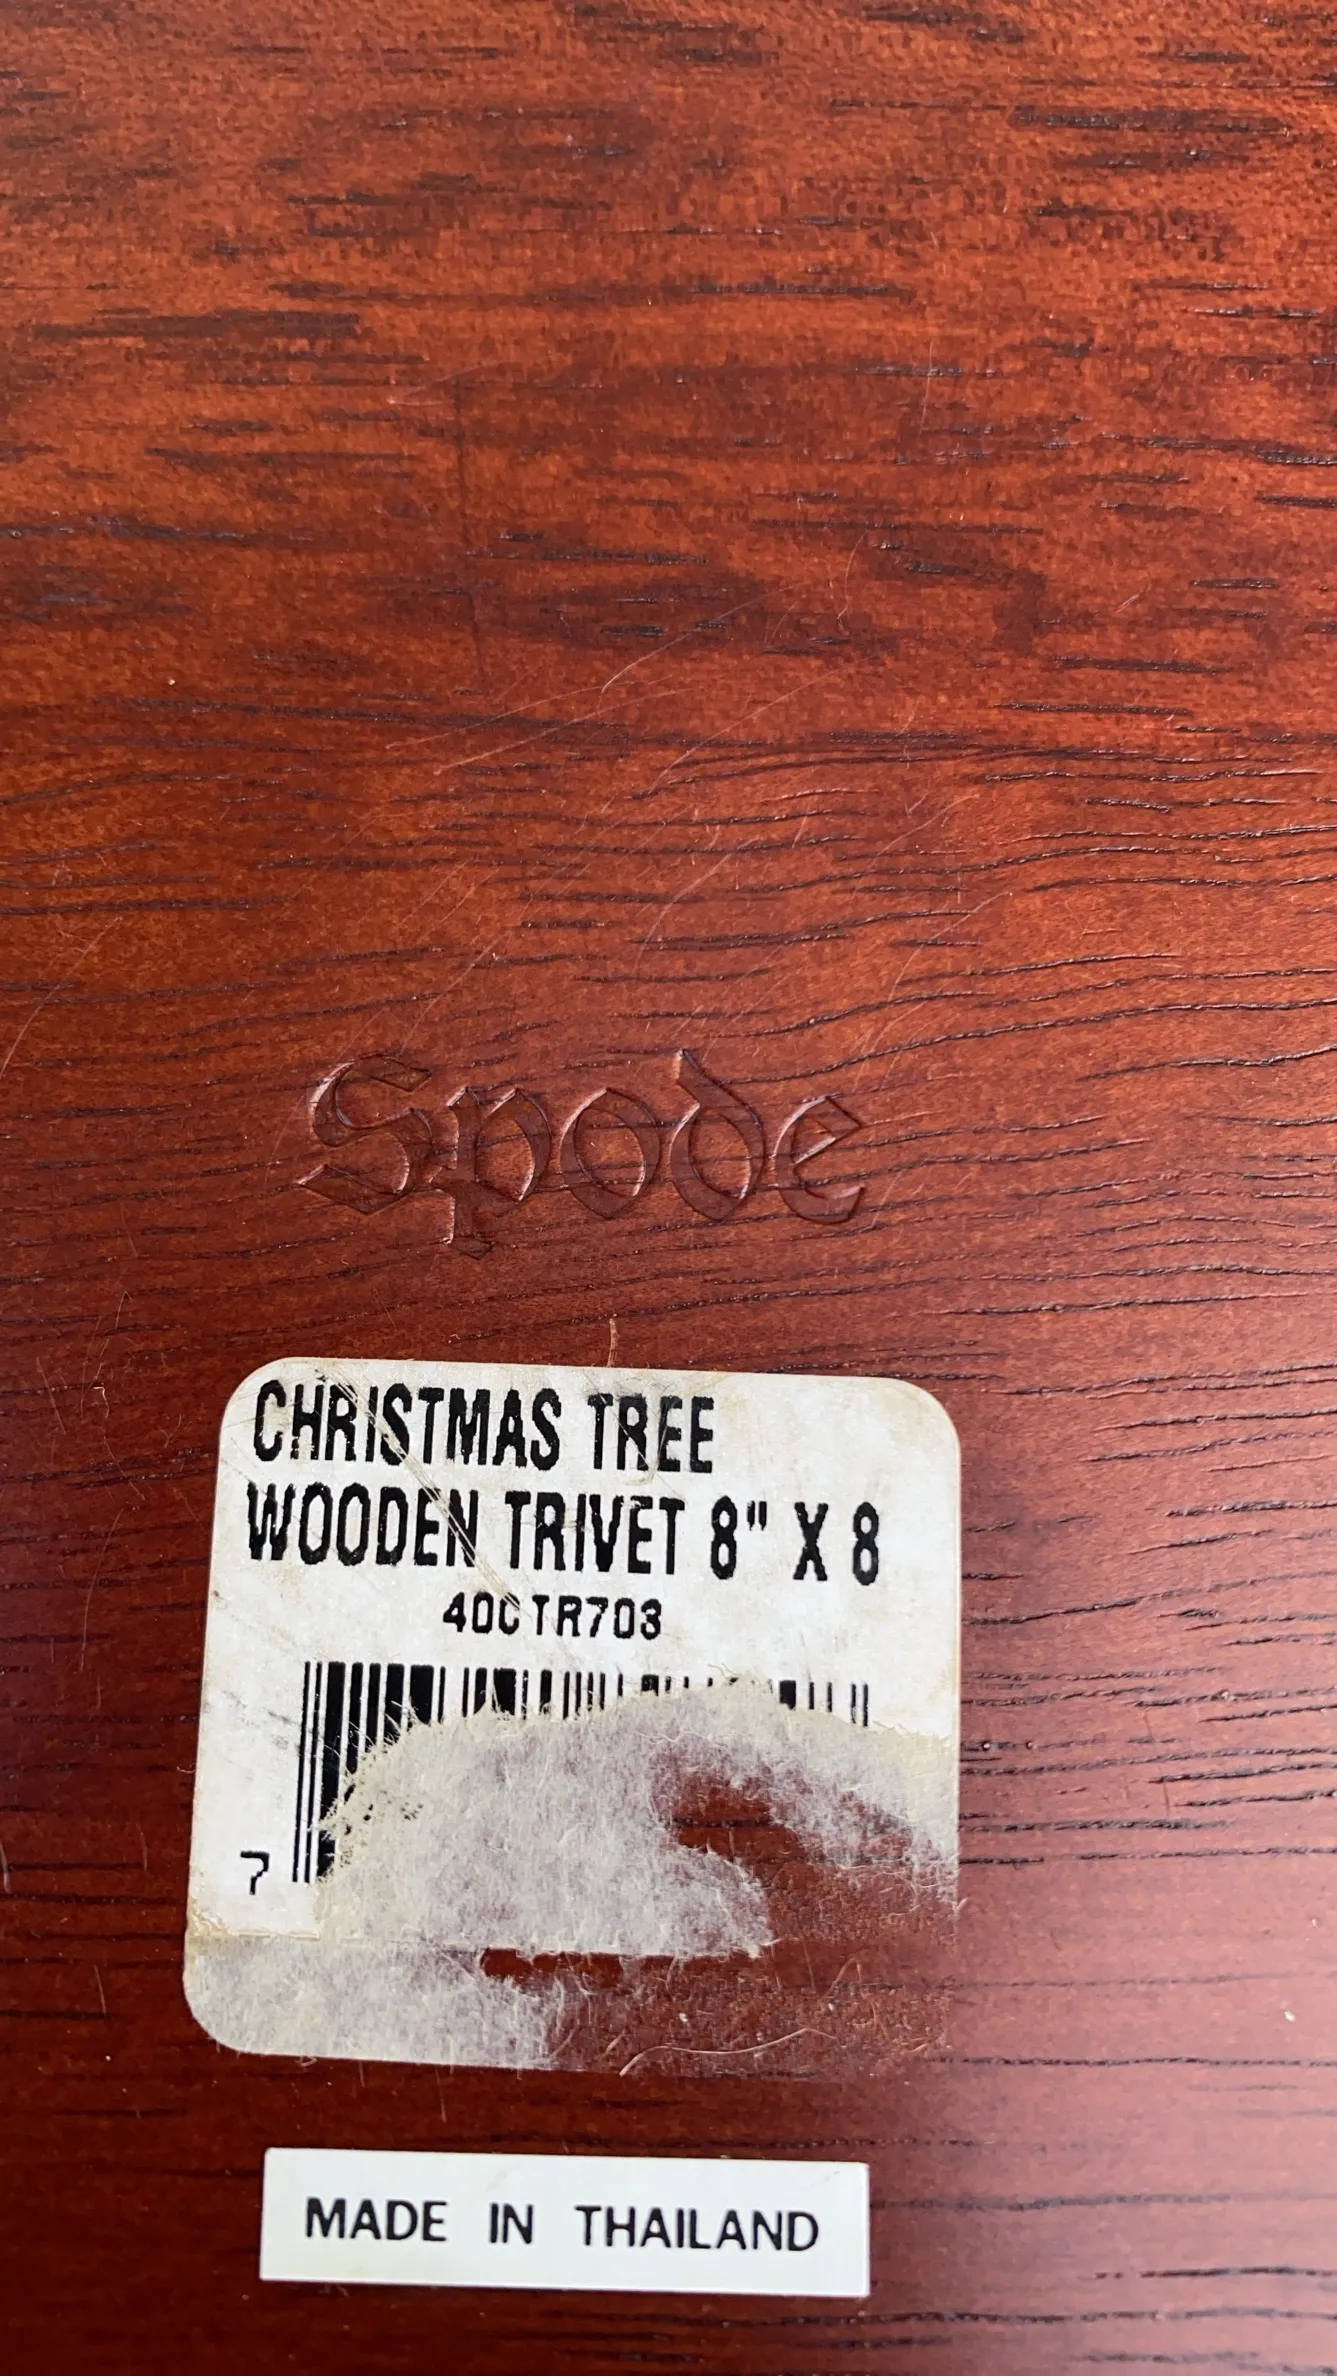 Spode
CHRISTMAS TREE
WOODEN TRIVET 8" X 8
40CTR703
7
MADE IN THAILAND